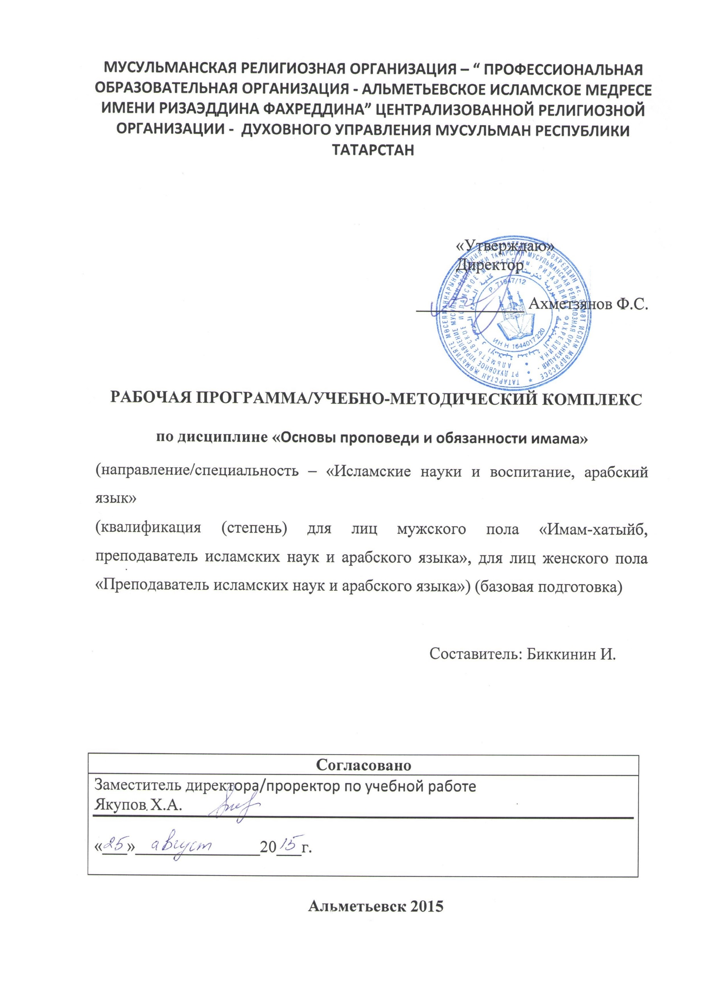 МУСУЛЬМАНСКАЯ РЕЛИГИОЗНАЯ ОРГАНИЗАЦИЯ – “ ПРОФЕССИОНАЛЬНАЯ
ОБРАЗОВАТЕЛЬНАЯ ОРГАНИЗАЦИЯ - АЛЬМЕТЬЕВСКОЕ ИСЛАМСКОЕ МЕДРЕСЕ
ИМЕНИ РИЗАЭДДИНА ФАХРЕДДИНА” ЦЕНТРАЛИЗОВАННОЙ РЕЛИГИОЗНОЙ
ОРГАНИЗАЦИИ - ДУХОВНОГО УПРАВЛЕНИЯ МУСУЛЬМАН РЕСПУБЛИКИ
ТАТАРСТАН
«Утверждаю»
Директор
Ахметзянов Ф.С.
Р. 71947/12
ИНН 1644017220
РАБОЧАЯ ПРОГРАММА/УЧЕБНО-МЕТОДИЧЕСКИЙ КОМПЛЕКС
по дисциплине «Основы проповеди и обязанности имама»
(направление/специальность – «Исламские науки и воспитание, арабский
язык»
(квалификация (степень) для лиц мужского пола «Имам-хатыйб,
преподаватель исламских наук и арабского языка», для лиц женского пола
«Преподаватель исламских наук и арабского языка») (базовая подготовка)
Составитель: Биккинин И.
Согласовано
Заместитель директора/проректор по учебной работе
Якупов Х.А.
«25» август 2015 г.
Альметьевск 2015